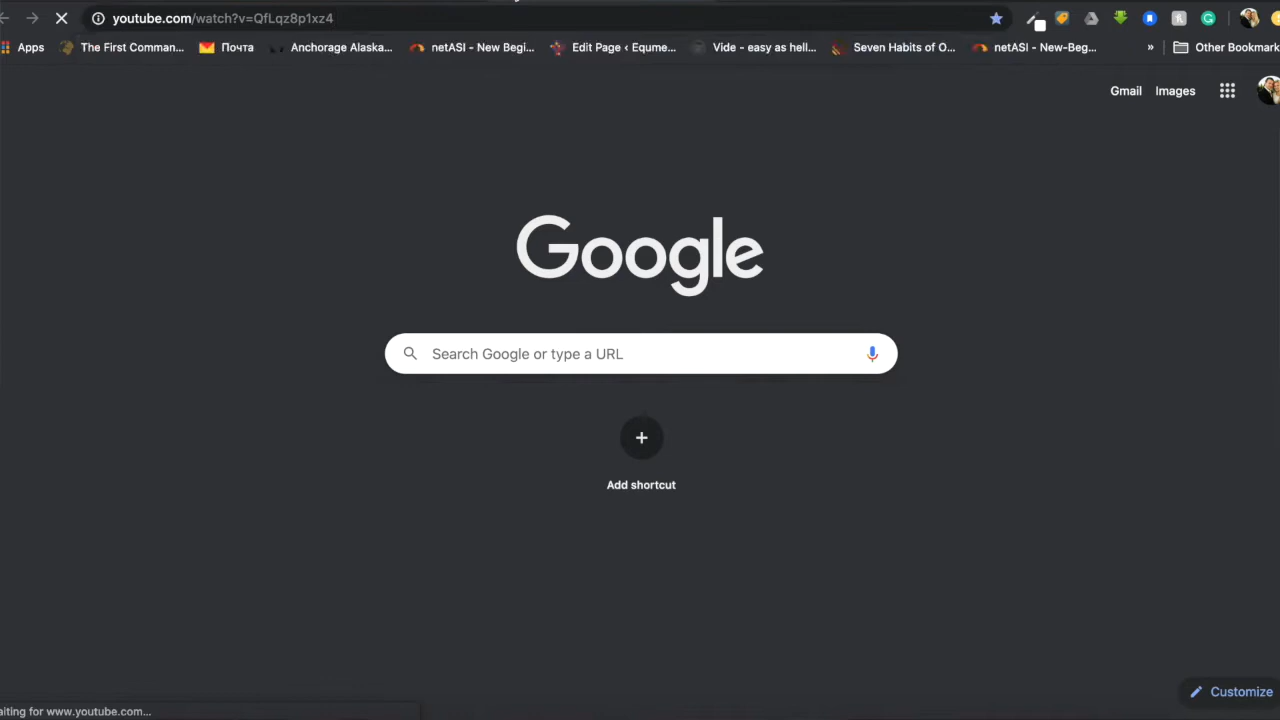 youtube.com/watch?v=QfLqz8p1xz4
Apps The First Comman... Почта Anchorage Alaska... netASI - New Begi... Edit Page ‹ Equme... Vide - easy as hell... Seven Habits of O... netASI - New-Beg... » Other Bookmark
Gmail Images
Google
Search Google or type a URL
Add shortcut
Customize
aiting for www.youtube.com...